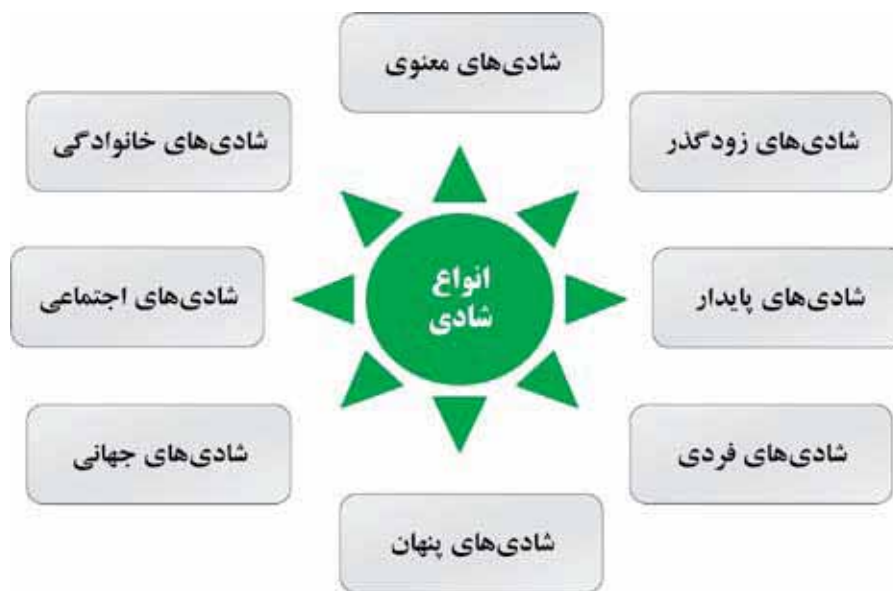 شادی‌های معنوی
شادی‌های زودگذر
شادی‌های خانوادگی
انواع
شادی
شادی‌های پایدار
شادی‌های اجتماعی
شادی‌های فردی
شادی‌های جهانی
شادی‌های پنهان